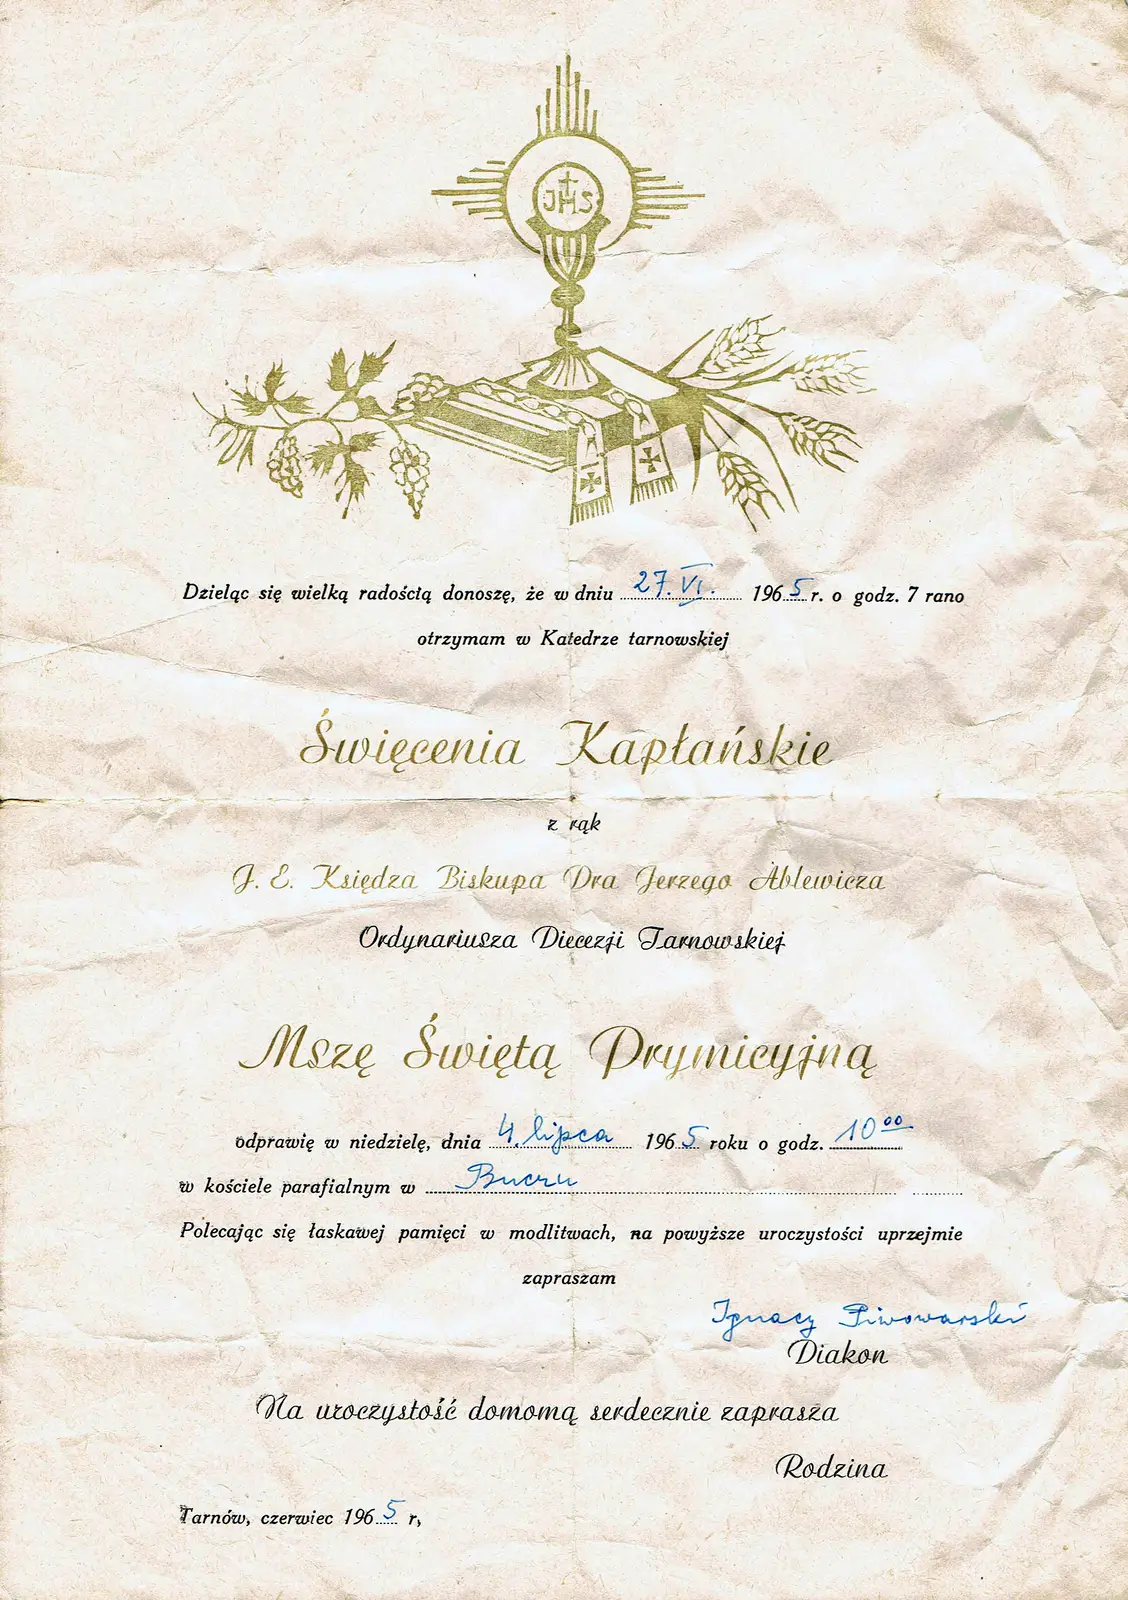 JHS
Dzieląc się wielką radością donoszę, że w dniu 27. VI. 1965 r. o godz. 7 rano
otrzymam w Katedrze tarnowskiej
Święcenia Kapłańskie
z rąk
J. E. Księdza Biskupa Dra Jerzego Ablewicza
Ordynariusza Diecezji Tarnowskiej
Mszę Świętą Prymicyjną
odprawię w niedzielę, dnia 4. lipca 1965 roku o godz. 10⁰⁰
w kościele parafialnym w Bruczu
Polecając się łaskawej pamięci w modlitwach, na powyższe uroczystości uprzejmie
zapraszam
Ignacy Piwowarski
Diakon
Na uroczystość domomą serdecznie zaprasza
Rodzina
Tarnów, czerwiec 1965 r,